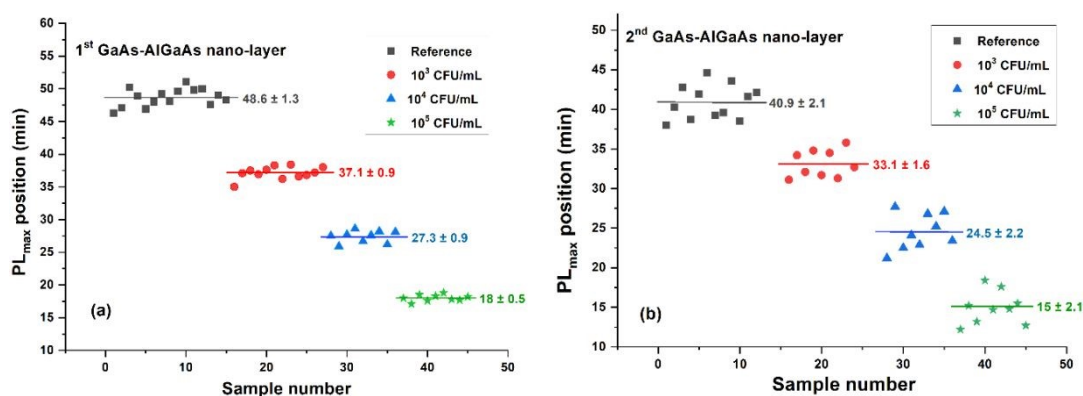 1st GaAs-AlGaAs nano-layer
Reference
10³ CFU/mL
10⁴ CFU/mL
10⁵ CFU/mL
48.6 ± 1.3
37.1 ± 0.9
27.3 ± 0.9
18 ± 0.5
(a)
PLmax position (min)
60
55
50
45
40
35
30
25
20
15
10
0
10
20
30
40
50
Sample number
2nd GaAs-AlGaAs nano-layer
Reference
10³ CFU/mL
10⁴ CFU/mL
10⁵ CFU/mL
40.9 ± 2.1
33.1 ± 1.6
24.5 ± 2.2
15 ± 2.1
(b)
PLmax position (min)
50
45
40
35
30
25
20
15
10
0
10
20
30
40
50
Sample number